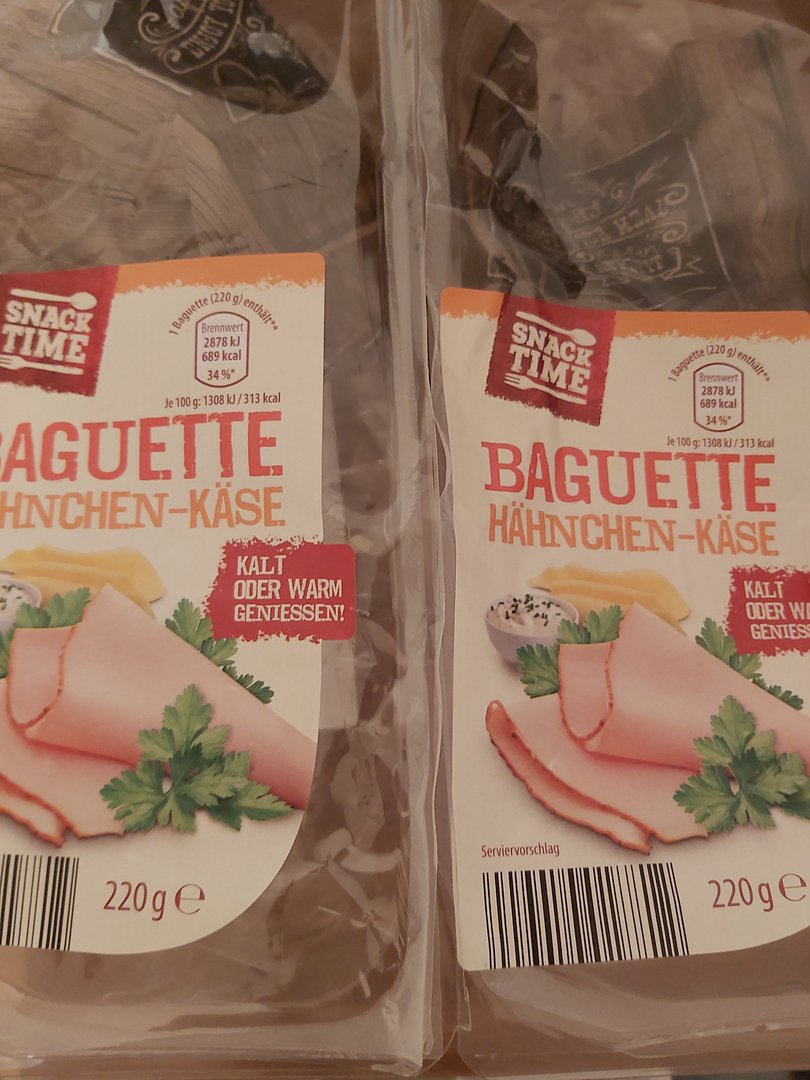 ENJOY
SNACK
TIME
1 Baguette (220 g) enthält**
Brennwert
2878 kJ
689 kcal
34 %*
Je 100 g: 1308 kJ / 313 kcal
BAGUETTE
HNCHEN-KÄSE
KALT
ODER WARM
GENIESSEN!
220 g e
SNACK
TIME
1 Baguette (220 g) enthält**
Brennwert
2878 kJ
689 kcal
34 %*
Je 100 g: 1308 kJ / 313 kcal
BAGUETTE
HÄHNCHEN-KÄSE
KALT
ODER WA
GENIESS
Serviervorschlag
220 g e